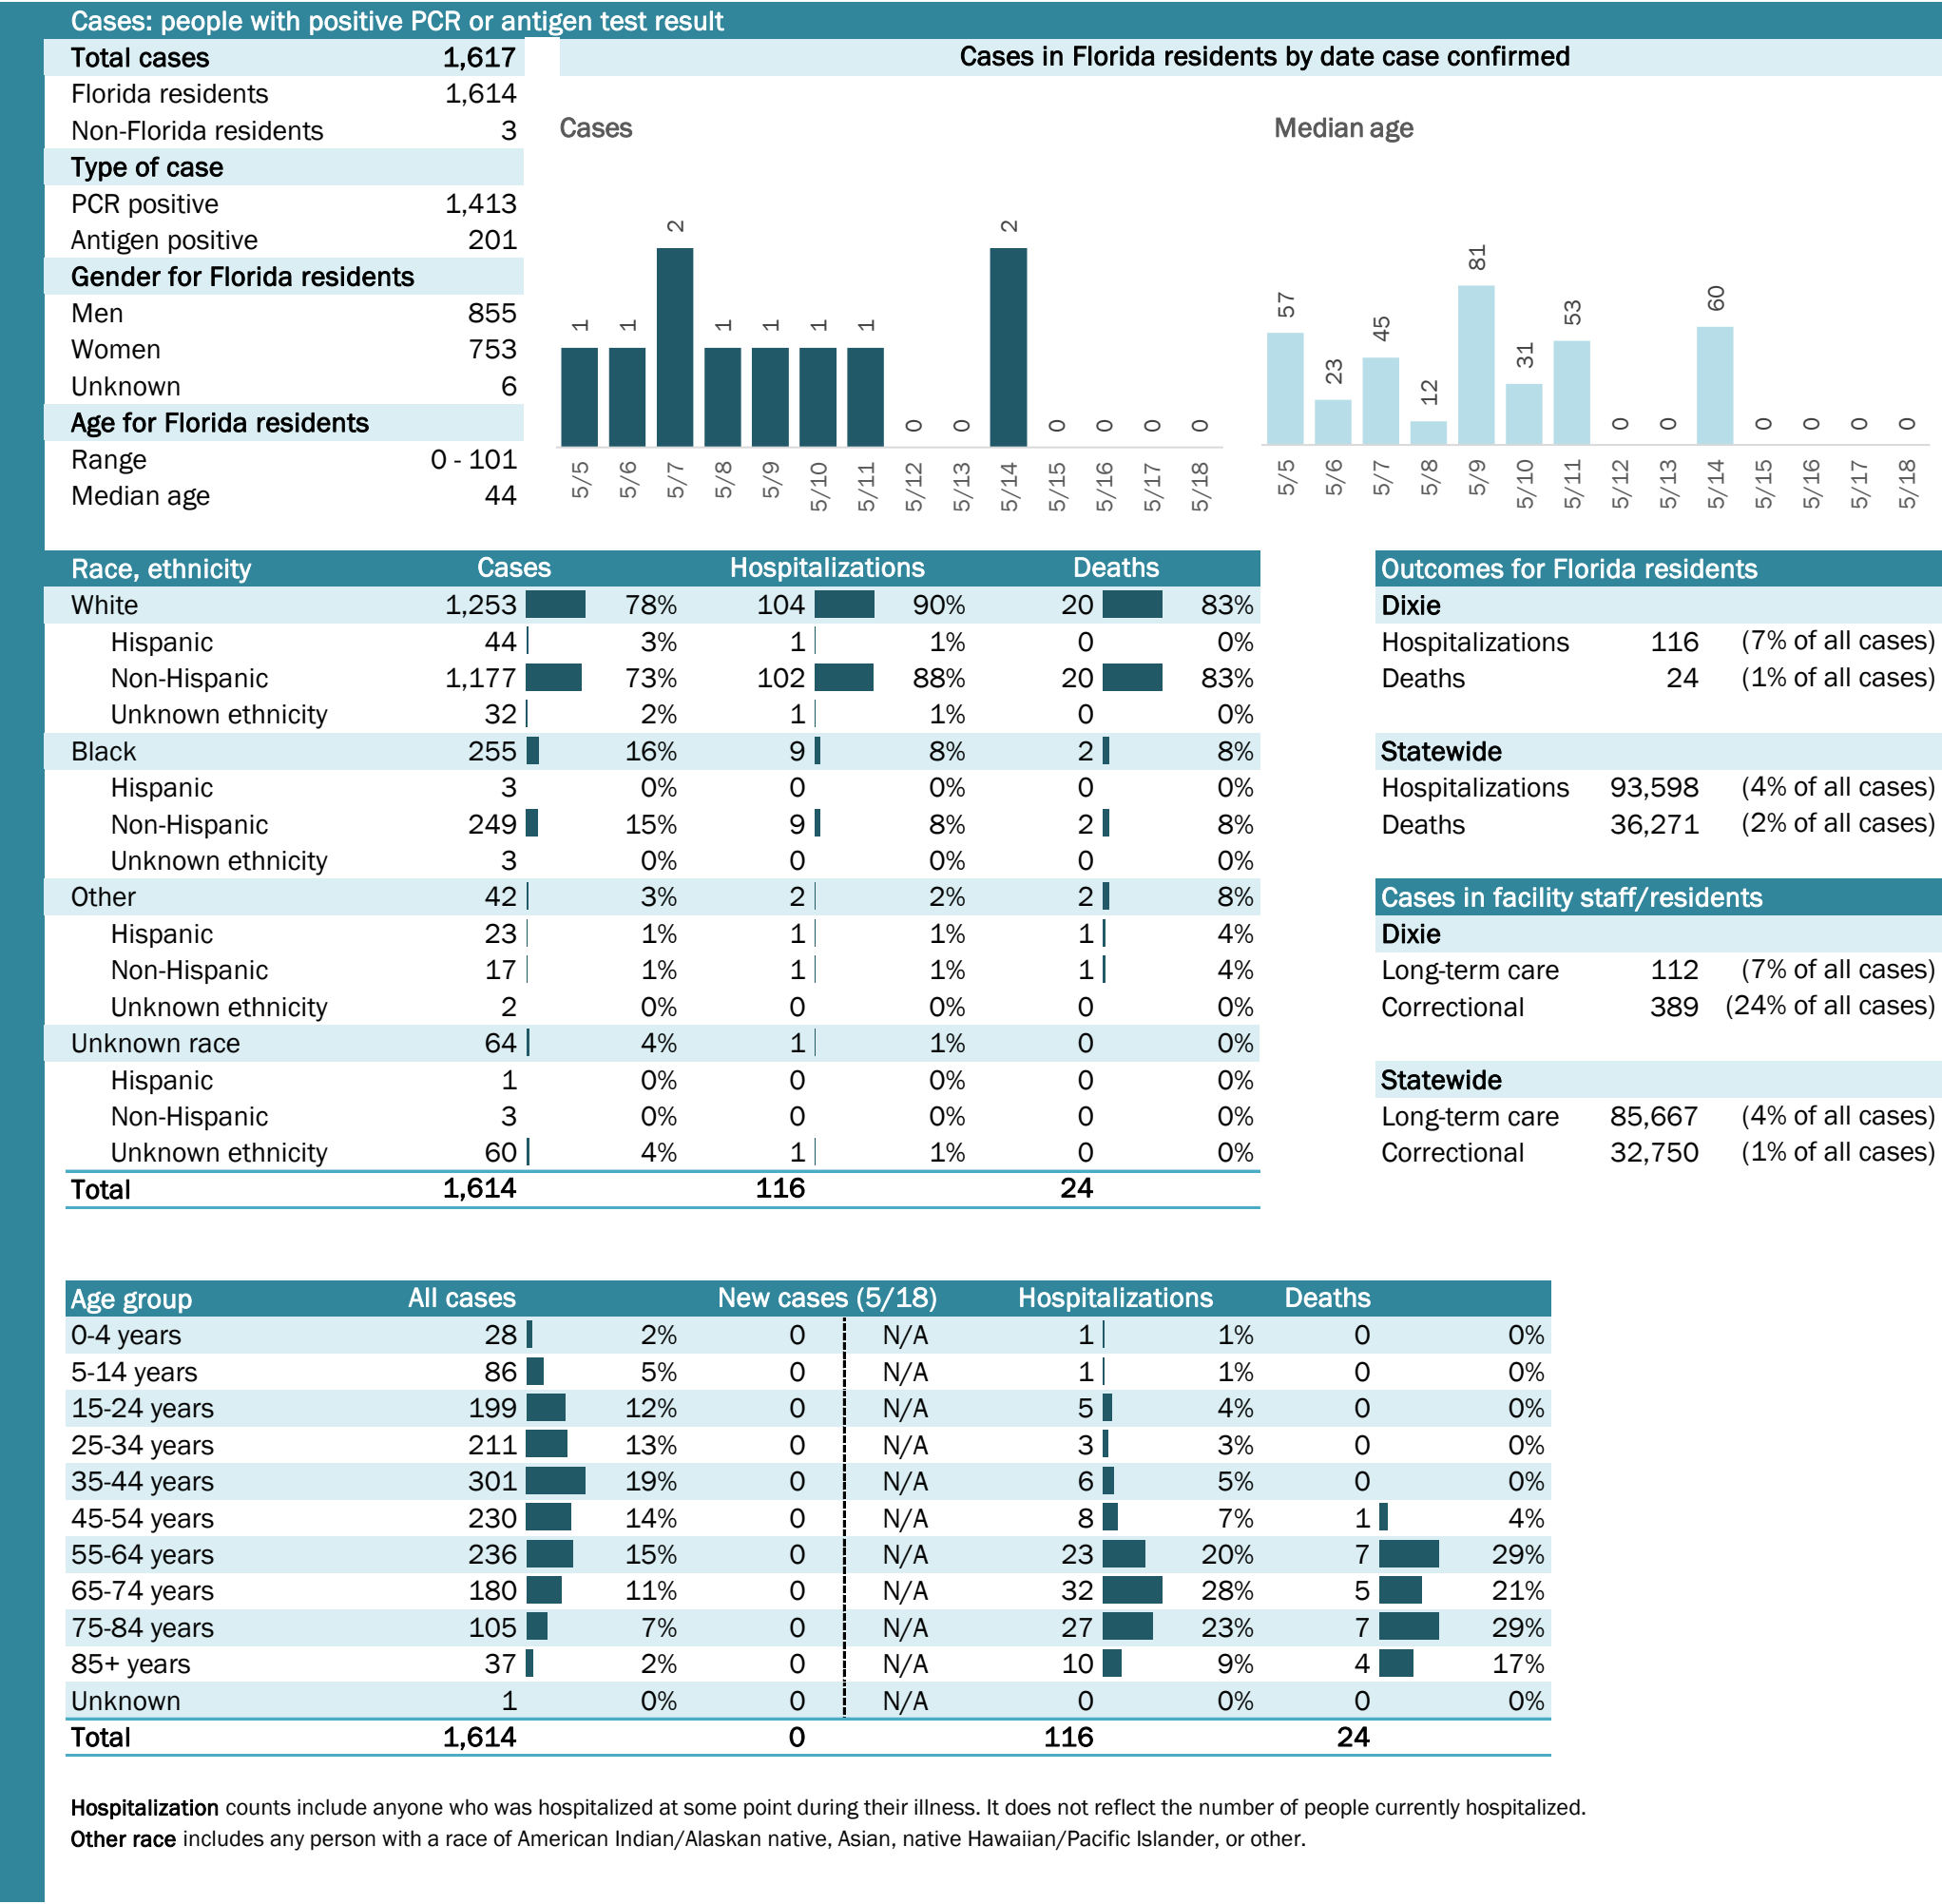 Cases: people with positive PCR or antigen test result
Total cases 1,617
Florida residents 1,614
Non-Florida residents 3
Type of case
PCR positive 1,413
Antigen positive 201
Gender for Florida residents
Men 855
Women 753
Unknown 6
Age for Florida residents
Range 0 - 101
Median age 44
Cases in Florida residents by date case confirmed
Cases
1 1 2 1 1 1 1 0 0 2 0 0 0 0
5/5 5/6 5/7 5/8 5/9 5/10 5/11 5/12 5/13 5/14 5/15 5/16 5/17 5/18
Median age
57 23 45 12 81 31 53 0 0 60 0 0 0 0
5/5 5/6 5/7 5/8 5/9 5/10 5/11 5/12 5/13 5/14 5/15 5/16 5/17 5/18
Race, ethnicity Cases Hospitalizations Deaths
White 1,253 78% 104 90% 20 83%
Hispanic 44 3% 1 1% 0 0%
Non-Hispanic 1,177 73% 102 88% 20 83%
Unknown ethnicity 32 2% 1 1% 0 0%
Black 255 16% 9 8% 2 8%
Hispanic 3 0% 0 0% 0 0%
Non-Hispanic 249 15% 9 8% 2 8%
Unknown ethnicity 3 0% 0 0% 0 0%
Other 42 3% 2 2% 2 8%
Hispanic 23 1% 1 1% 1 4%
Non-Hispanic 17 1% 1 1% 1 4%
Unknown ethnicity 2 0% 0 0% 0 0%
Unknown race 64 4% 1 1% 0 0%
Hispanic 1 0% 0 0% 0 0%
Non-Hispanic 3 0% 0 0% 0 0%
Unknown ethnicity 60 4% 1 1% 0 0%
Total 1,614 116 24
Outcomes for Florida residents
Dixie
Hospitalizations 116 (7% of all cases)
Deaths 24 (1% of all cases)
Statewide
Hospitalizations 93,598 (4% of all cases)
Deaths 36,271 (2% of all cases)
Cases in facility staff/residents
Dixie
Long-term care 112 (7% of all cases)
Correctional 389 (24% of all cases)
Statewide
Long-term care 85,667 (4% of all cases)
Correctional 32,750 (1% of all cases)
Age group All cases New cases (5/18) Hospitalizations Deaths
0-4 years 28 2% 0 N/A 1 1% 0 0%
5-14 years 86 5% 0 N/A 1 1% 0 0%
15-24 years 199 12% 0 N/A 5 4% 0 0%
25-34 years 211 13% 0 N/A 3 3% 0 0%
35-44 years 301 19% 0 N/A 6 5% 0 0%
45-54 years 230 14% 0 N/A 8 7% 1 4%
55-64 years 236 15% 0 N/A 23 20% 7 29%
65-74 years 180 11% 0 N/A 32 28% 5 21%
75-84 years 105 7% 0 N/A 27 23% 7 29%
85+ years 37 2% 0 N/A 10 9% 4 17%
Unknown 1 0% 0 N/A 0 0% 0 0%
Total 1,614 0 116 24
Hospitalization counts include anyone who was hospitalized at some point during their illness. It does not reflect the number of people currently hospitalized.
Other race includes any person with a race of American Indian/Alaskan native, Asian, native Hawaiian/Pacific Islander, or other.